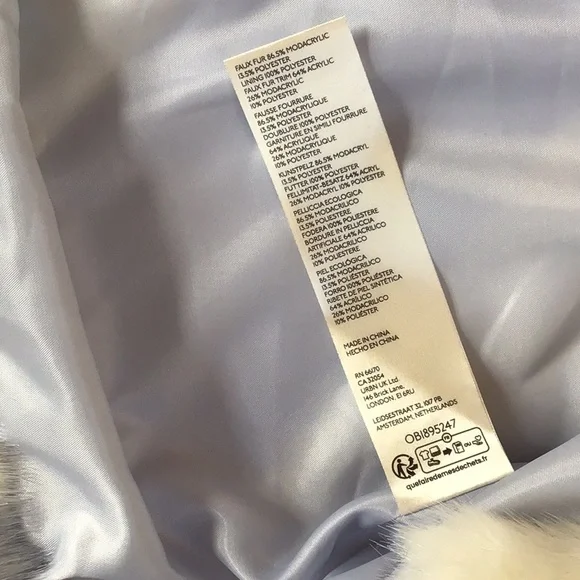 FAUX FUR 86.5% MODACRYLIC
13.5% POLYESTER
LINING 100% POLYESTER
FAUX FUR TRIM 64% ACRYLIC
26% MODACRYLIC
10% POLYESTER
FAUSSE FOURRURE
86.5% MODACRYLIQUE
13.5% POLYESTER
DOUBLURE 100% POLYESTER
GARNITURE EN SIMILI FOURRURE
64% ACRYLIQUE
26% MODACRYLIQUE
10% POLYESTER
KUNSTPELZ 86.5% MODACRYL
13.5% POLYESTER
FUTTER 100% POLYESTER
FELLIMITAT-BESATZ 64% ACRYL
26% MODACRYL 10% POLYESTER
PELLICCIA ECOLOGICA
86.5% MODACRILICO
13.5% POLIESTERE
FODERA 100% POLIESTERE
BORDURE IN PELLICCIA
ARTIFICIALE 64% ACRILICO
26% MODACRILICO
10% POLIESTERE
PIEL ECOLÓGICA
86.5% MODACRÍLICO
13.5% POLIÉSTER
FORRO 100% POLIÉSTER
RIBETE DE PIEL SINTÉTICA
64% ACRÍLICO
26% MODACRÍLICO
10% POLIÉSTER
MADE IN CHINA
HECHO EN CHINA
RN 66170
CA 32054
URBN UK Ltd.
146 Brick Lane,
LONDON, E1 6RU
LEIDSESTRAAT 32, 1017 PB
AMSTERDAM, NETHERLANDS
OBI895247
FR
OU
quefairedemesdechets.fr